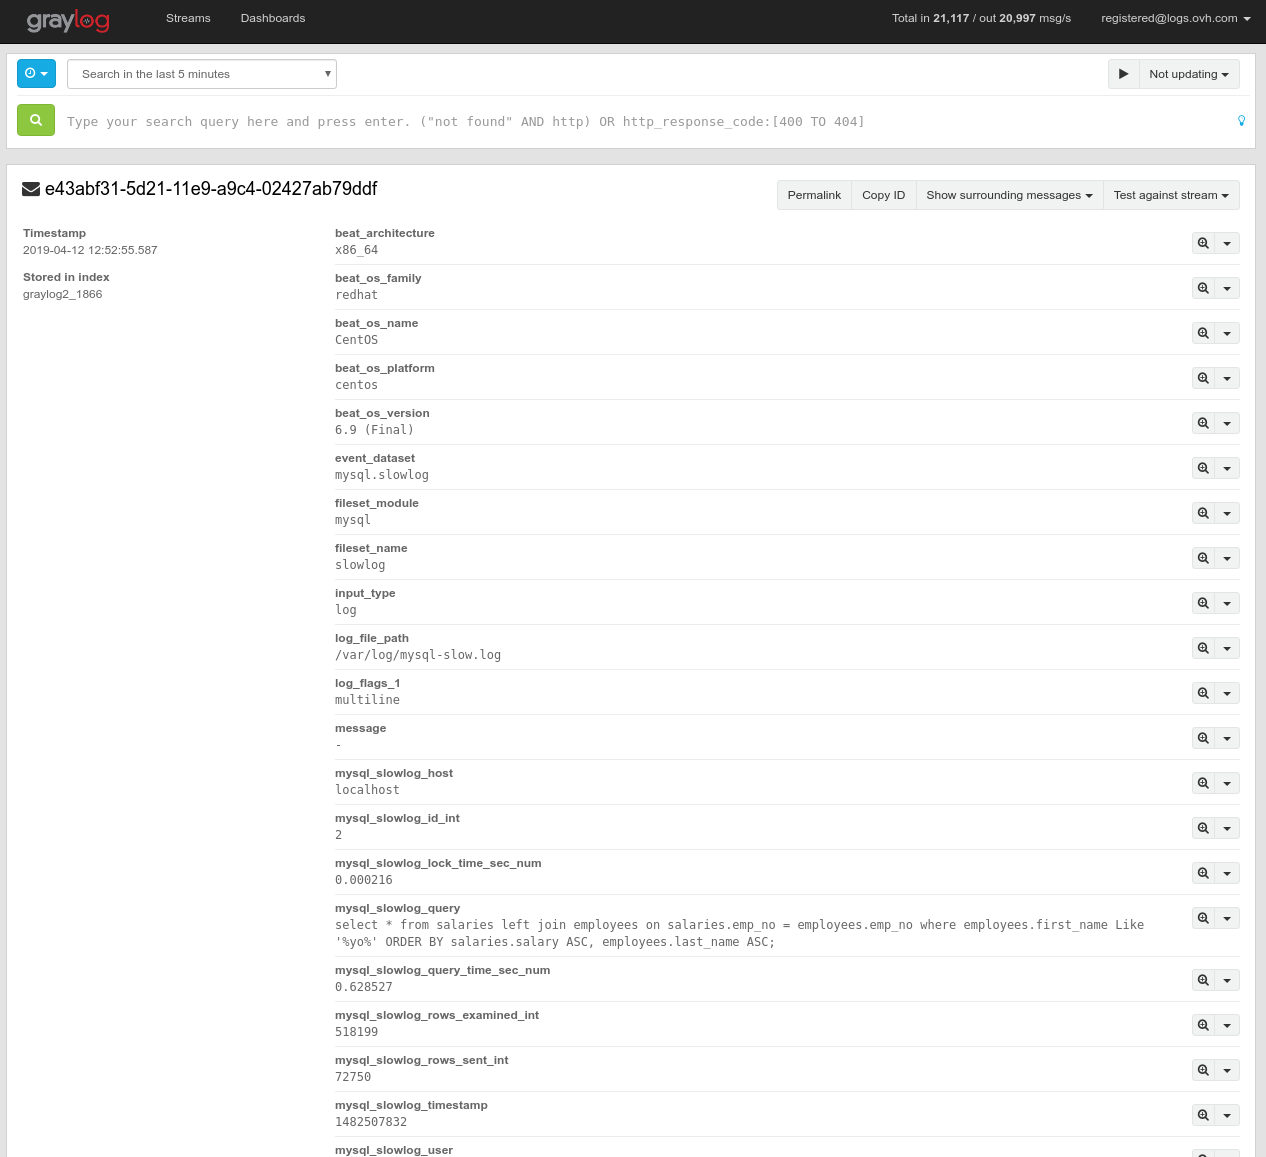 graylog
Streams
Dashboards
Total in 21,117 / out 20,997 msg/s
registered@logs.ovh.com
Search in the last 5 minutes
Not updating
Type your search query here and press enter. ("not found" AND http) OR http_response_code:[400 TO 404]
e43abf31-5d21-11e9-a9c4-02427ab79ddf
Permalink
Copy ID
Show surrounding messages
Test against stream
Timestamp
2019-04-12 12:52:55.587
Stored in index
graylog2_1866
beat_architecture
x86_64
beat_os_family
redhat
beat_os_name
CentOS
beat_os_platform
centos
beat_os_version
6.9 (Final)
event_dataset
mysql.slowlog
fileset_module
mysql
fileset_name
slowlog
input_type
log
log_file_path
/var/log/mysql-slow.log
log_flags_1
multiline
message
-
mysql_slowlog_host
localhost
mysql_slowlog_id_int
2
mysql_slowlog_lock_time_sec_num
0.000216
mysql_slowlog_query
select * from salaries left join employees on salaries.emp_no = employees.emp_no where employees.first_name Like
'%yo%' ORDER BY salaries.salary ASC, employees.last_name ASC;
mysql_slowlog_query_time_sec_num
0.628527
mysql_slowlog_rows_examined_int
518199
mysql_slowlog_rows_sent_int
72750
mysql_slowlog_timestamp
1482507832
mysql_slowlog_user